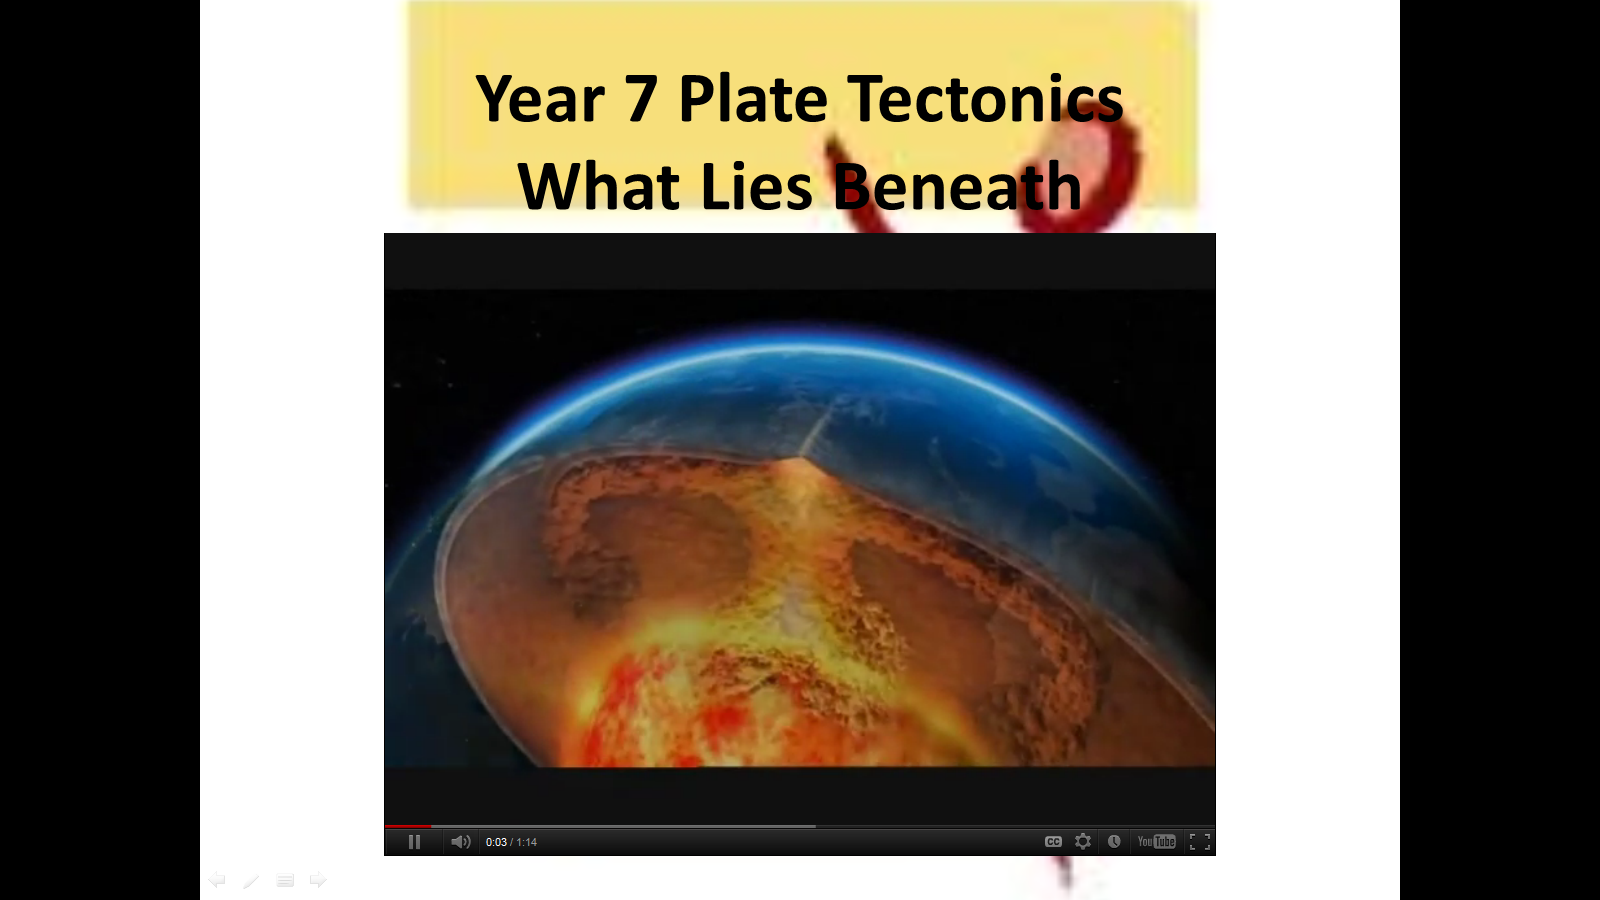 Year 7 Plate Tectonics
What Lies Beneath
0:03 / 1:14
CC
YouTube